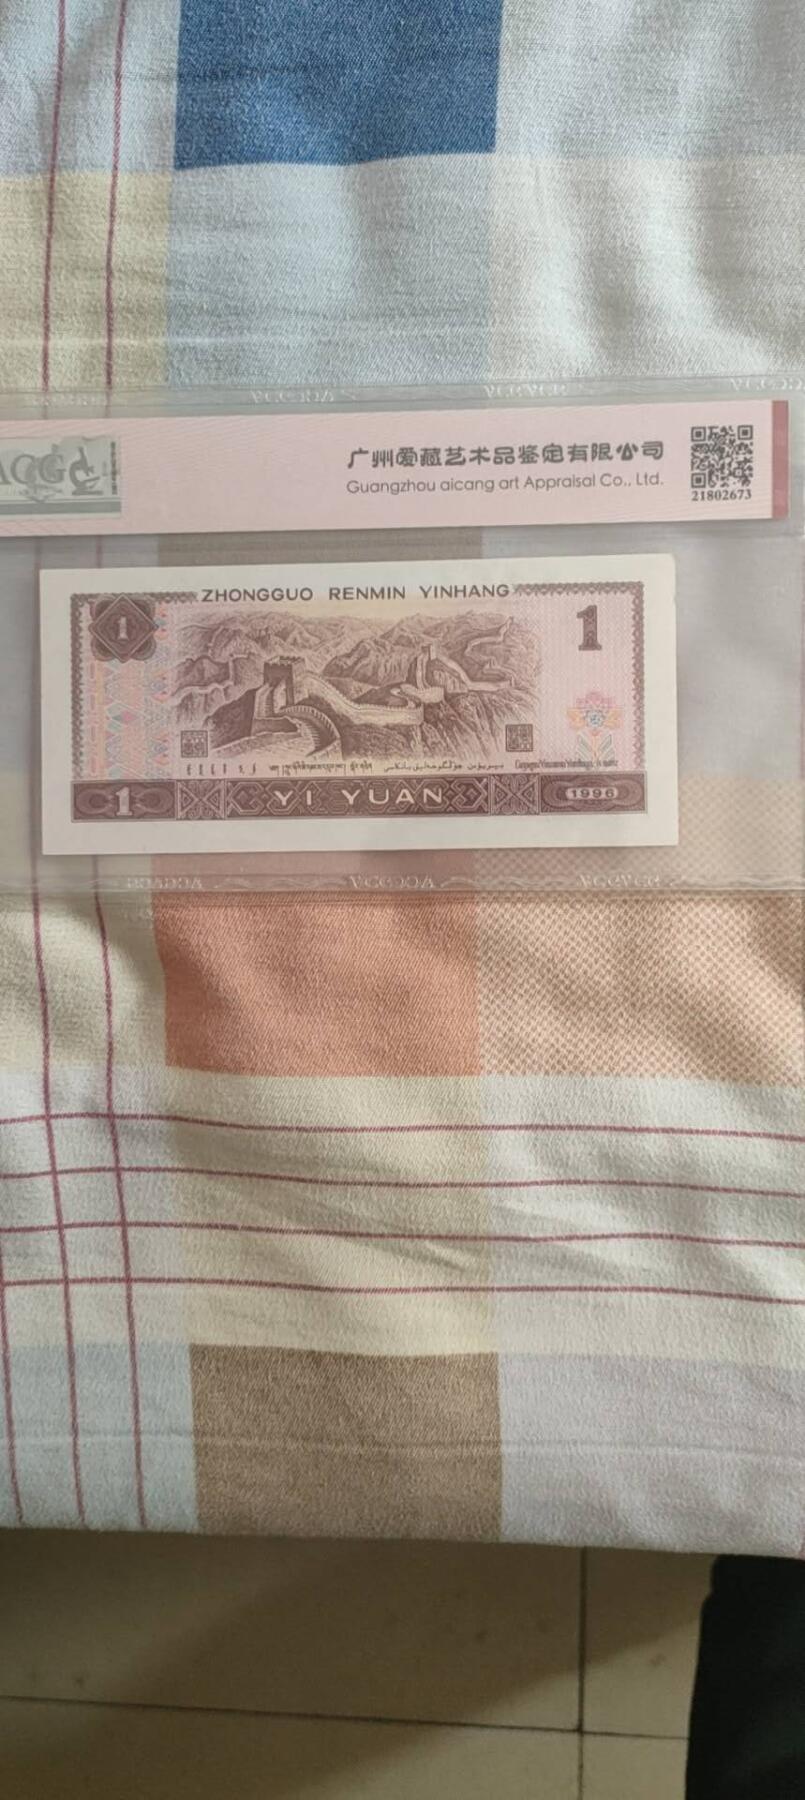 ACG
广州爱藏艺术品鉴定有限公司
Guangzhou aicang art Appraisal Co., Ltd.
21802673
ZHONGGUO RENMIN YINHANG
1
1
1
YI YUAN
1996